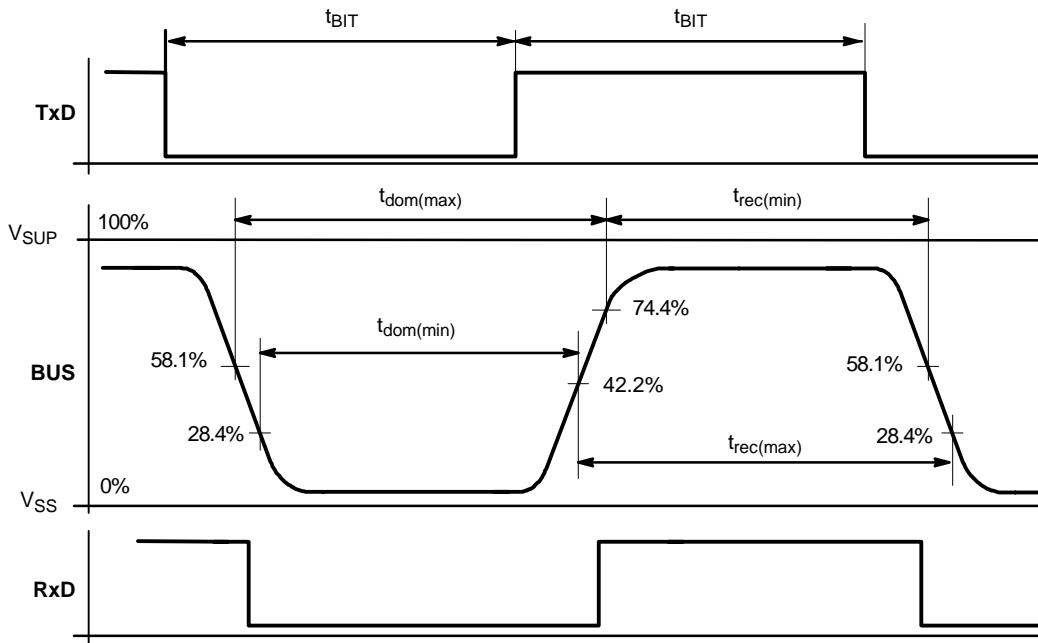 tBIT tBIT
TxD
tdom(max) trec(min)
VSUP 100%
74.4%
tdom(min)
58.1% 58.1%
BUS 42.2%
28.4% 28.4%
trec(max)
0%
VSS
RxD